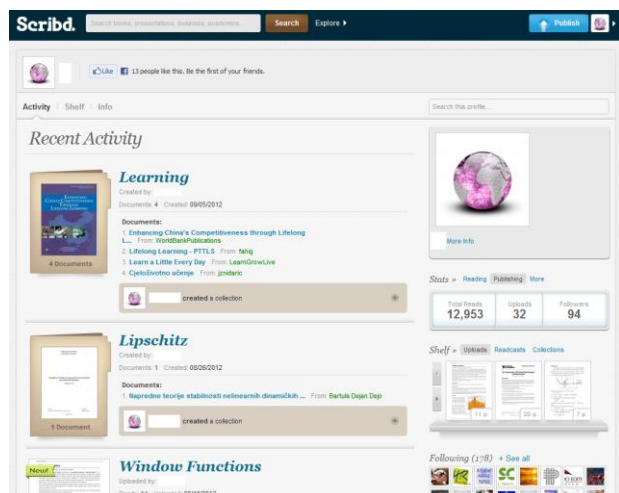 Scribd.
Search books, presentations, business, academics...
Search
Explore
Publish
Like
13 people like this. Be the first of your friends.
Activity
Shelf
Info
Search this profile...
Recent Activity
Learning
Created by:
Documents: 4 Created: 09/05/2012
Documents:
1. Enhancing China's Competitiveness through Lifelong
L... From: WorldBankPublications
2. Lifelong Learning - PTTLS From: fahig
3. Learn a Little Every Day From: LearnGrowLive
4. Cjeloživotno učenje From: jznidaric
4 Documents
created a collection
More Info
Stats » Reading Publishing More
Total Reads
12,953
Uploads
32
Followers
94
Lipschitz
Created by:
Documents: 1 Created: 08/26/2012
Documents:
1. Napredne teorije stabilnosti nelinearnih dinamičkih ... From: Bartula Dejan Dejo
1 Document
created a collection
Shelf » Uploads Readcasts Collections
11 p.
20 p.
7 p.
New!
Window Functions
Uploaded by:
Following (178) + See all
SC